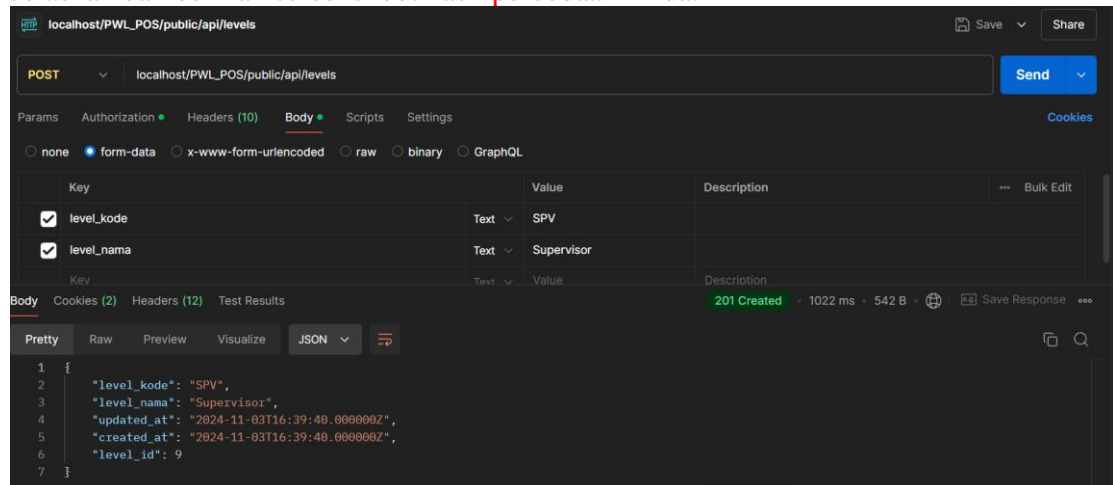 HTTP localhost/PWL_POS/public/api/levels Save Share
POST localhost/PWL_POS/public/api/levels Send
Params Authorization Headers (10) Body Scripts Settings Cookies
none form-data x-www-form-urlencoded raw binary GraphQL
Key Value Description Bulk Edit
level_kode Text SPV
level_nama Text Supervisor
Key Text Value Description
Body Cookies (2) Headers (12) Test Results 201 Created 1022 ms 542 B Save Response
Pretty Raw Preview Visualize JSON
1 {
2 "level_kode": "SPV",
3 "level_nama": "Supervisor",
4 "updated_at": "2024-11-03T16:39:40.000000Z",
5 "created_at": "2024-11-03T16:39:40.000000Z",
6 "level_id": 9
7 }